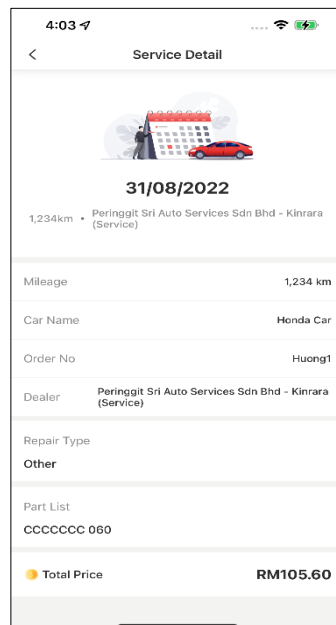 4:03
Service Detail
31/08/2022
1,234km • Peringgit Sri Auto Services Sdn Bhd - Kinrara
(Service)
Mileage 1,234 km
Car Name Honda Car
Order No Huong1
Dealer Peringgit Sri Auto Services Sdn Bhd - Kinrara
(Service)
Repair Type
Other
Part List
CCCCCCC 060
Total Price RM105.60